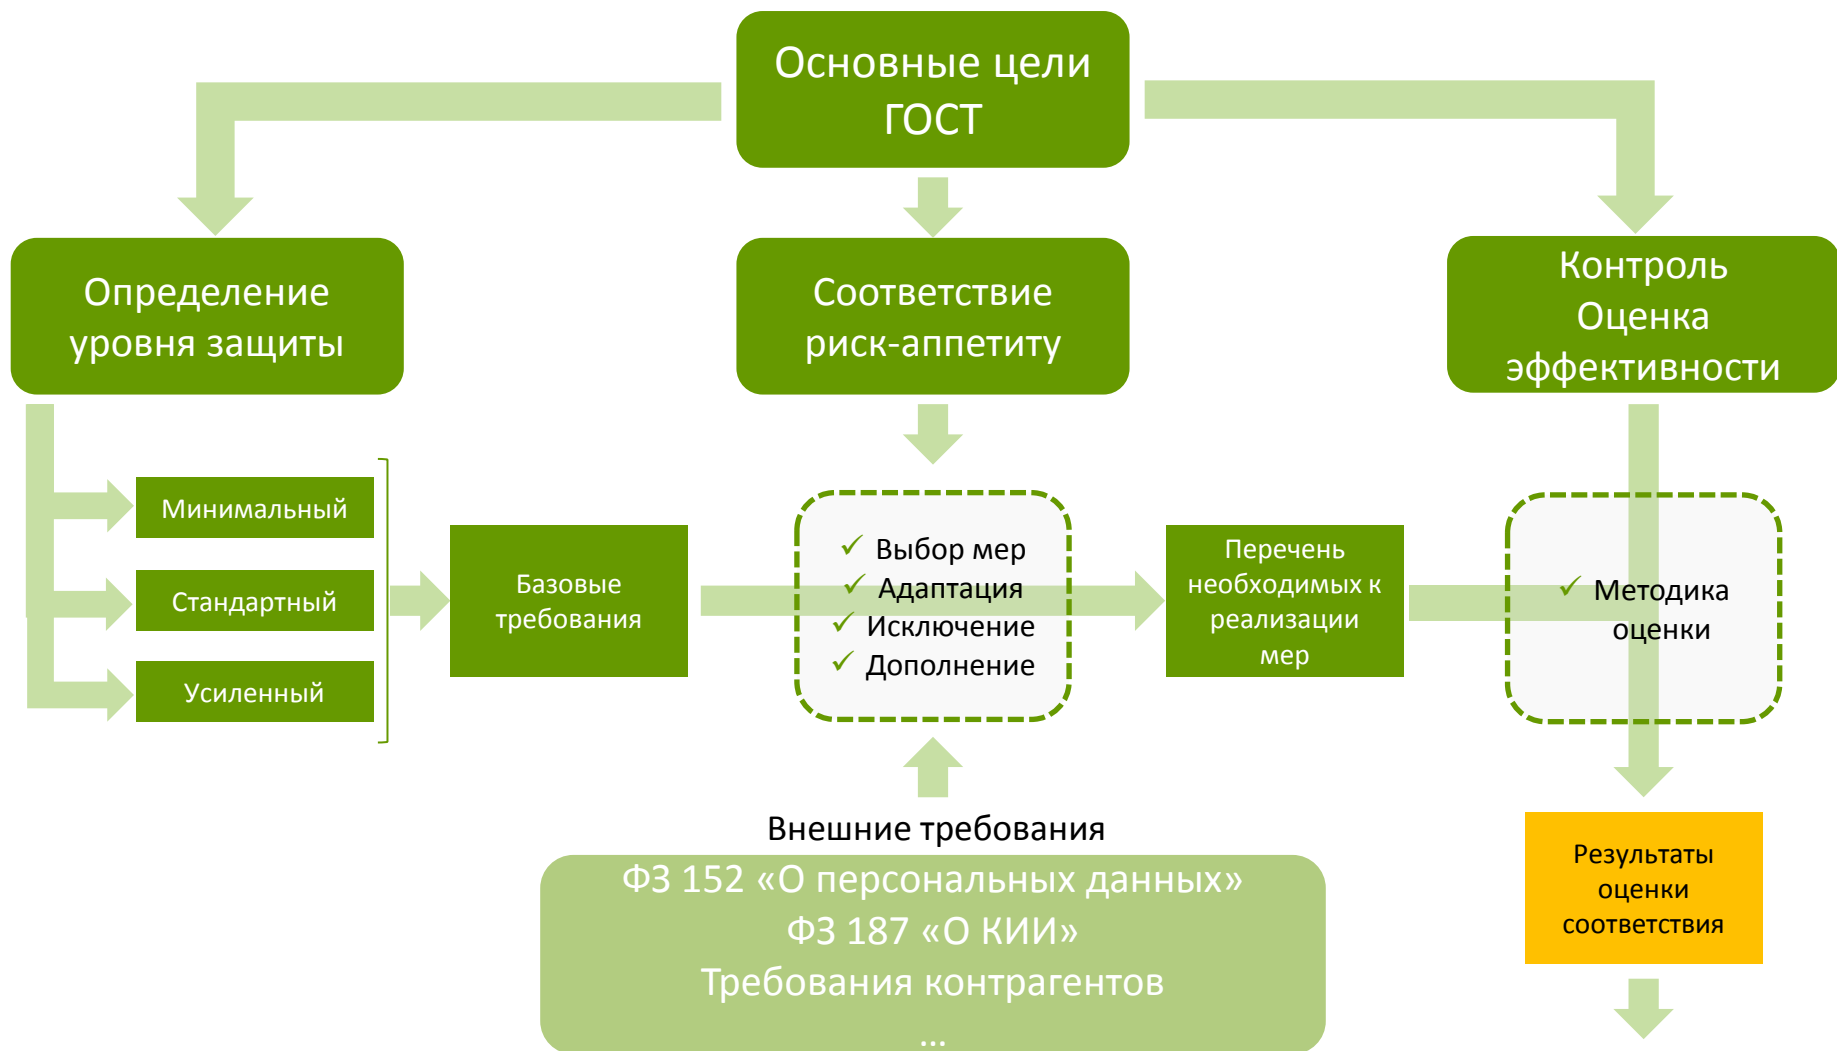 Основные цели
ГОСТ
Определение
уровня защиты
Соответствие
риск-аппетиту
Контроль
Оценка
эффективности
Минимальный
Стандартный
Усиленный
Базовые
требования
✓ Выбор мер
✓ Адаптация
✓ Исключение
✓ Дополнение
Перечень
необходимых к
реализации
мер
✓ Методика
оценки
Внешние требования
ФЗ 152 «О персональных данных»
ФЗ 187 «О КИИ»
Требования контрагентов
...
Результаты
оценки
соответствия